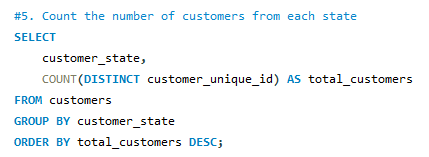 #5. Count the number of customers from each state
SELECT
    customer_state,
    COUNT(DISTINCT customer_unique_id) AS total_customers
FROM customers
GROUP BY customer_state
ORDER BY total_customers DESC;